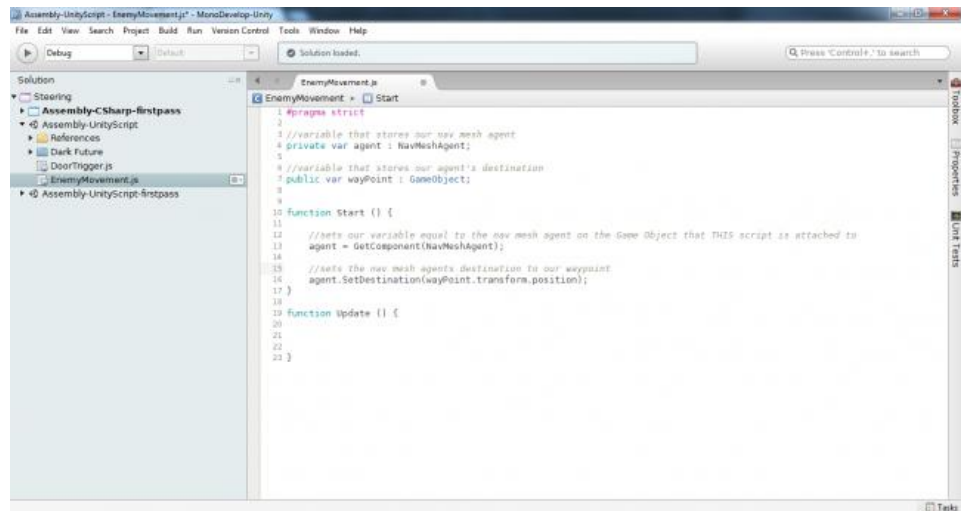 Assembly-UnityScript - EnemyMovement.js* - MonoDevelop-Unity
File Edit View Search Project Build Run Version Control Tools Window Help
Debug
Default
Solution loaded.
Press 'Control+,' to search
Solution
Steering
Assembly-CSharp-firstpass
Assembly-UnityScript
References
Dark Future
DoorTrigger.js
EnemyMovement.js
Assembly-UnityScript-firstpass
EnemyMovement.js
EnemyMovement ▸ Start
1 #pragma strict
2
3 //variable that stores our nav mesh agent
4 private var agent : NavMeshAgent;
5
6 //variable that stores our agent's destination
7 public var wayPoint : GameObject;
8
9
10 function Start () {
11
12 //sets our variable equal to the nav mesh agent on the Game Object that THIS script is attached to
13 agent = GetComponent(NavMeshAgent);
14
15 //sets the nav mesh agents destination to our waypoint
16 agent.SetDestination(wayPoint.transform.position);
17 }
18
19 function Update () {
20
21
22
23 }
Toolbox
Properties
Unit Tests
Tasks